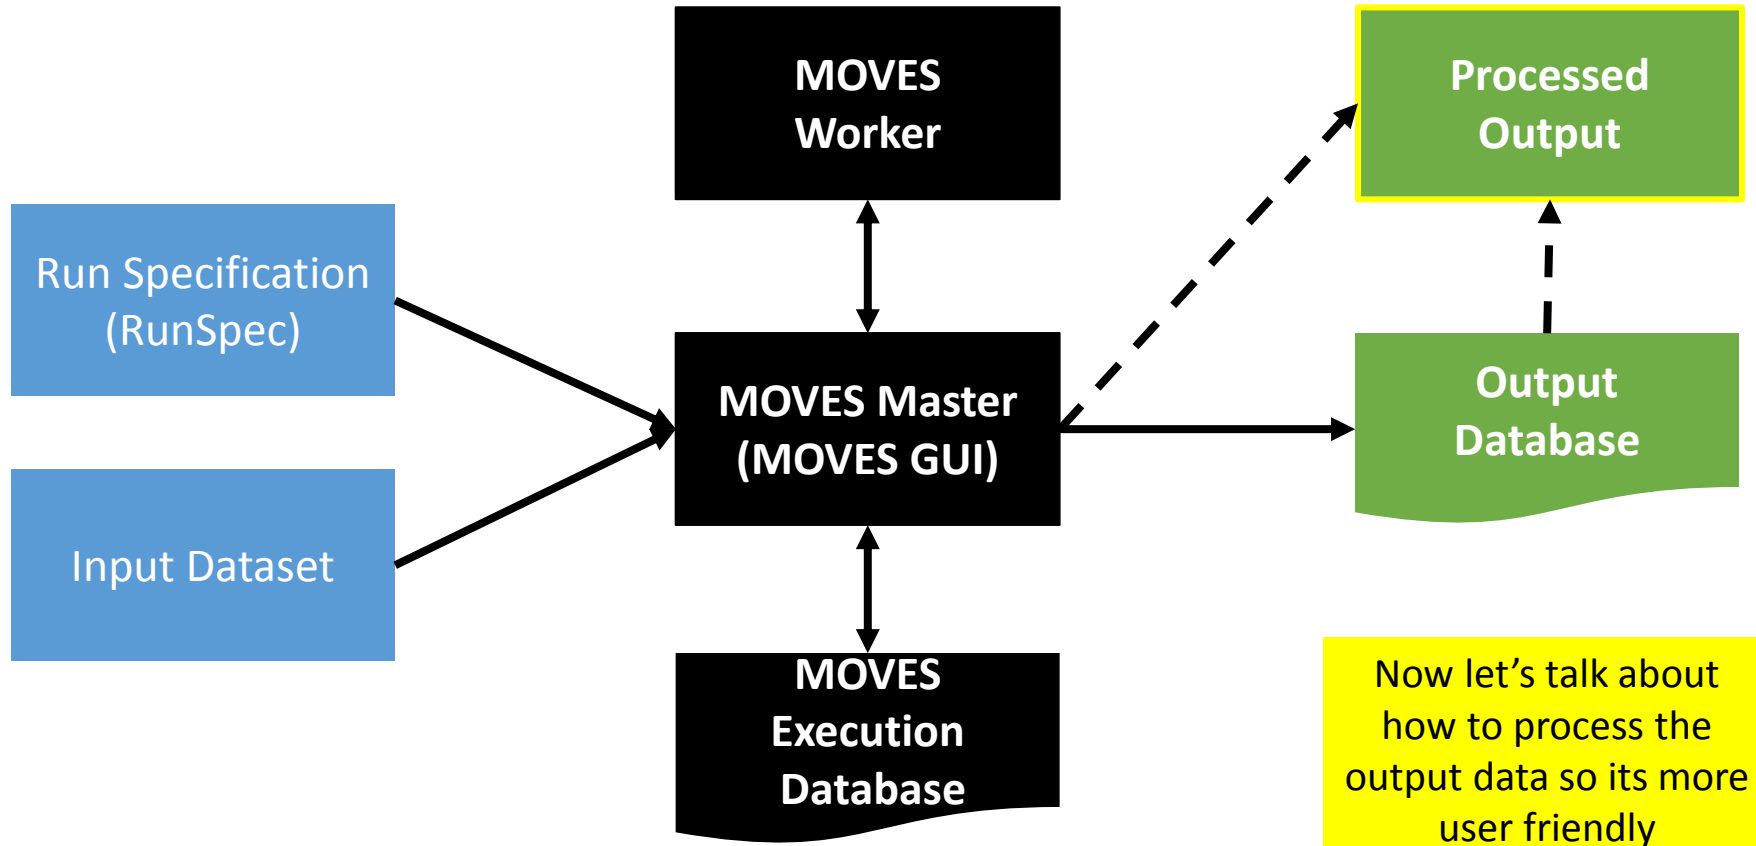 MOVES
Worker
Processed
Output
Run Specification
(RunSpec)
MOVES Master
(MOVES GUI)
Output
Database
Input Dataset
MOVES
Execution
Database
Now let’s talk about
how to process the
output data so its more
user friendly